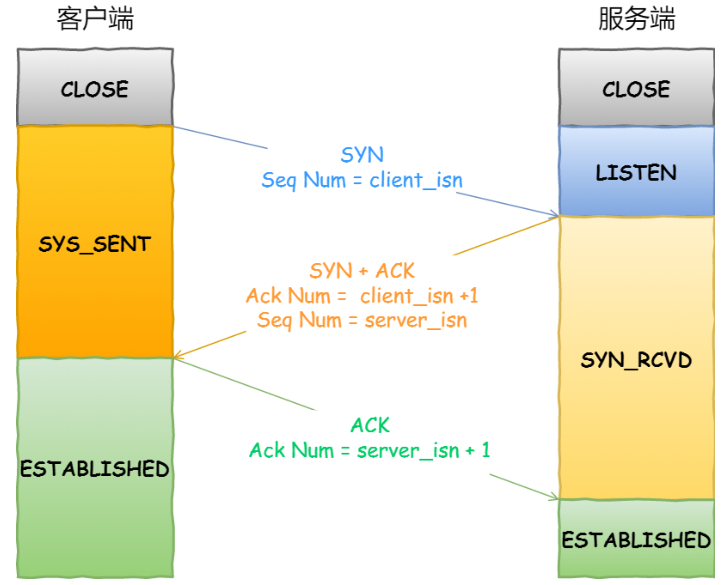 客户端
服务端
CLOSE
CLOSE
SYN
Seq Num = client_isn
LISTEN
SYS_SENT
SYN + ACK
Ack Num = client_isn +1
Seq Num = server_isn
SYN_RCVD
ACK
Ack Num = server_isn + 1
ESTABLISHED
ESTABLISHED